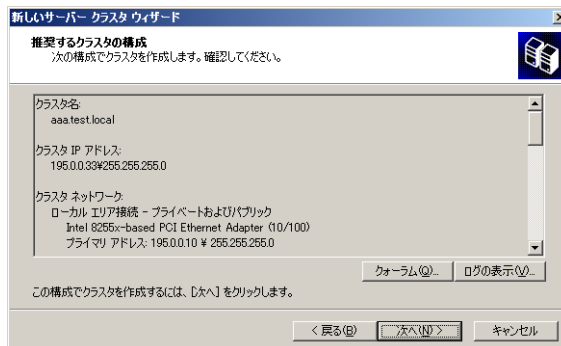 新しいサーバー クラスタ ウィザード
推奨するクラスタの構成
次の構成でクラスタを作成します。確認してください。
クラスタ名:
aaa.test.local
クラスタ IP アドレス:
195.0.0.33¥255.255.255.0
クラスタ ネットワーク:
ローカル エリア接続 - プライベートおよびパブリック
Intel 8255x-based PCI Ethernet Adapter (10/100)
プライマリ アドレス: 195.0.0.10 ¥ 255.255.255.0
クォーラム(Q)... ログの表示(V)...
この構成でクラスタを作成するには、[次へ] をクリックします。
< 戻る(B) 次へ(N) > キャンセル